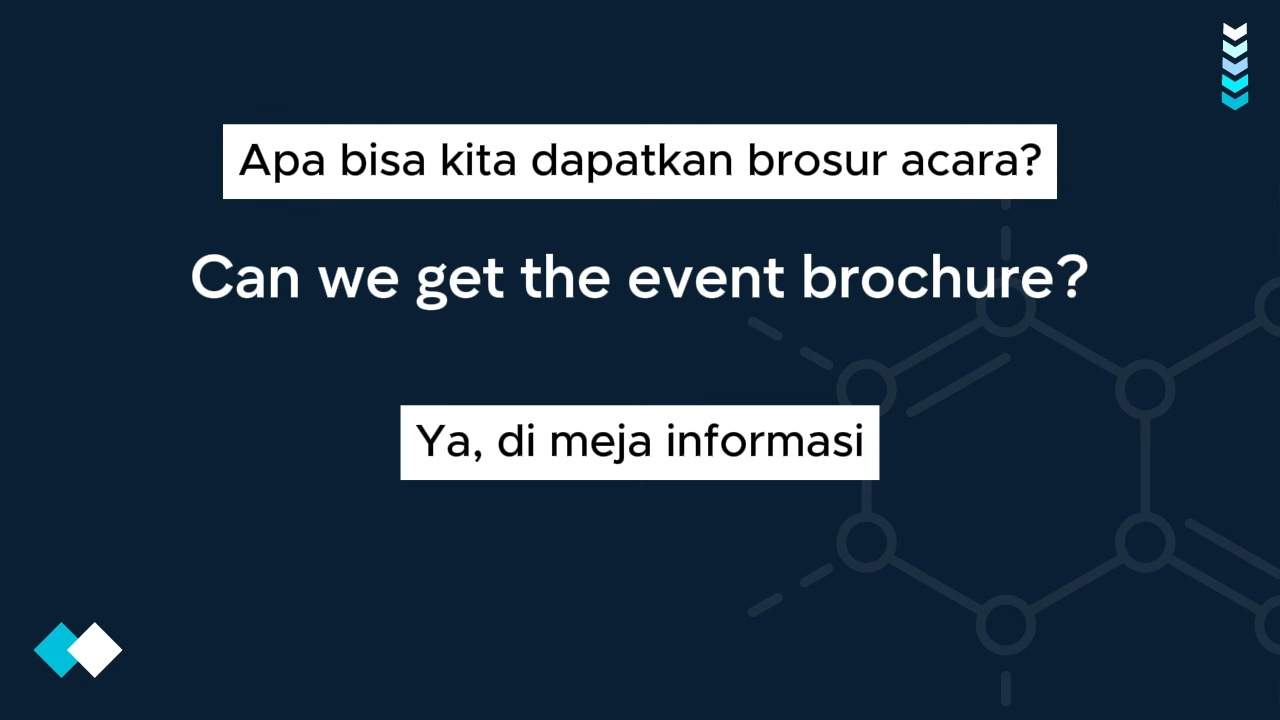 Apa bisa kita dapatkan brosur acara?
Can we get the event brochure?
Ya, di meja informasi